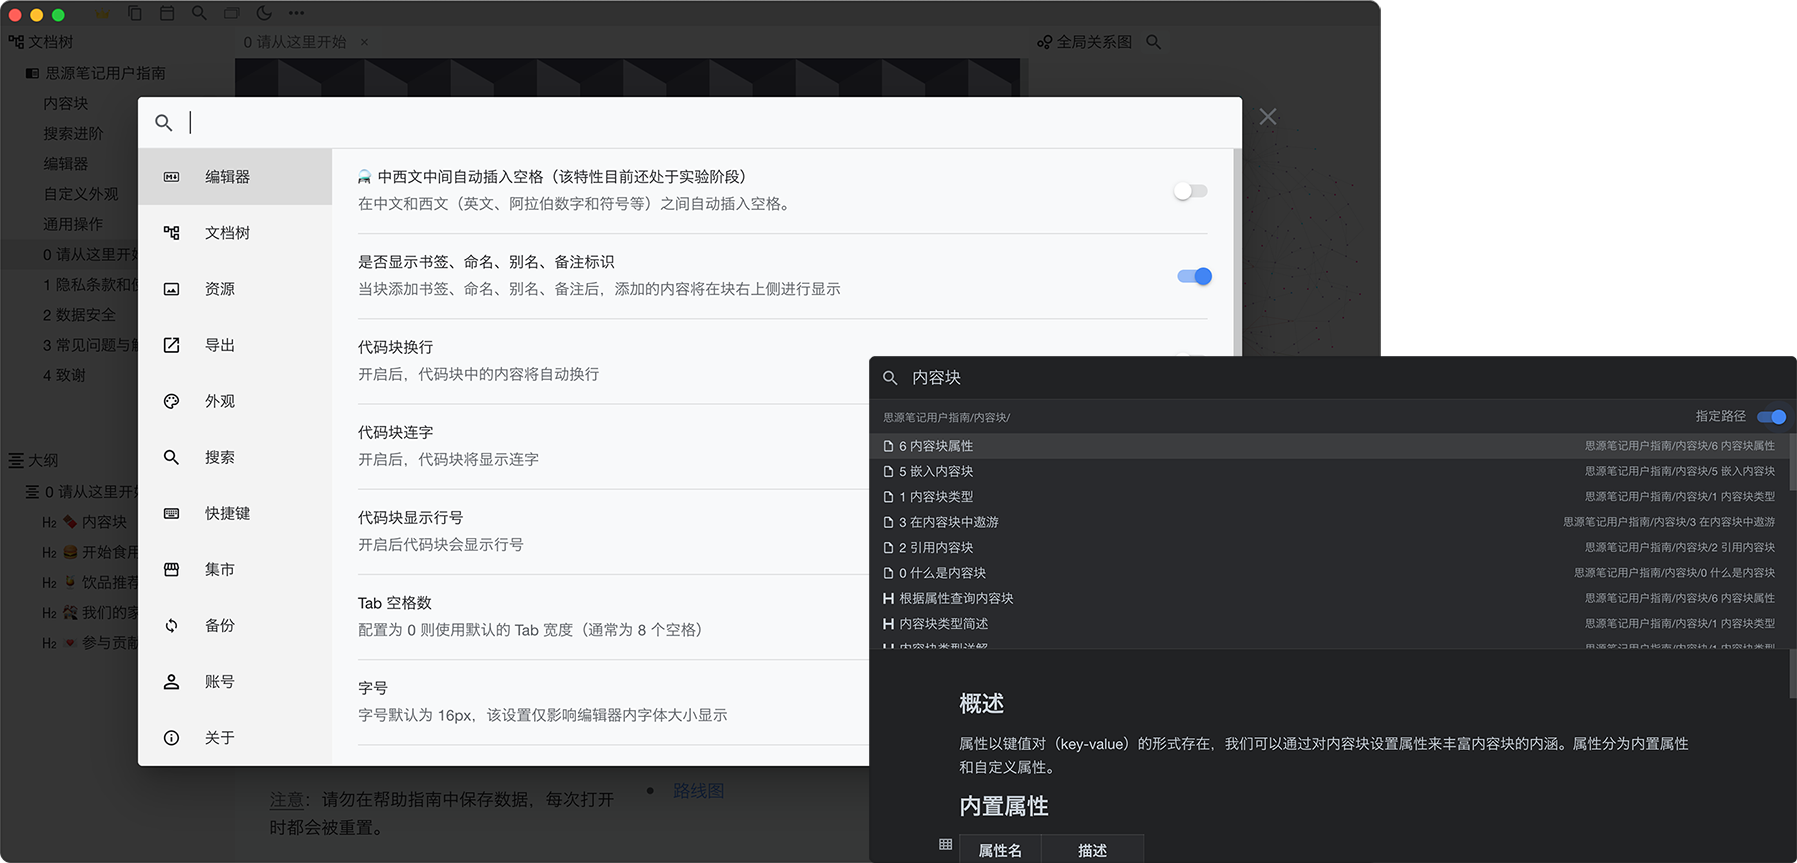 文档树
0 请从这里开始 ×
全局关系图
思源笔记用户指南
内容块
搜索进阶
编辑器
自定义外观
通用操作
0 请从这里开始
1 隐私条款和
2 数据安全
3 常见问题与
4 致谢
大纲
0 请从这里开
H2 内容块
H2 开始食用
H2 饮品推荐
H2 我们的
H2 参与贡献
编辑器
文档树
资源
导出
外观
搜索
快捷键
集市
备份
账号
关于
中西文中间自动插入空格（该特性目前还处于实验阶段）
在中文和西文（英文、阿拉伯数字和符号等）之间自动插入空格。
是否显示书签、命名、别名、备注标识
当块添加书签、命名、别名、备注后，添加的内容将在块右上侧进行显示
代码块换行
开启后，代码块中的内容将自动换行
代码块连字
开启后，代码块将显示连字
代码块显示行号
开启后代码块会显示行号
Tab 空格数
配置为 0 则使用默认的 Tab 宽度（通常为 8 个空格）
字号
字号默认为 16px，该设置仅影响编辑器内字体大小显示
注意：请勿在帮助指南中保存数据，每次打开
时都会被重置。
• 路线图
内容块
思源笔记用户指南/内容块/ 指定路径
6 内容块属性 思源笔记用户指南/内容块/6 内容块属性
5 嵌入内容块 思源笔记用户指南/内容块/5 嵌入内容块
1 内容块类型 思源笔记用户指南/内容块/1 内容块类型
3 在内容块中遨游 思源笔记用户指南/内容块/3 在内容块中遨游
2 引用内容块 思源笔记用户指南/内容块/2 引用内容块
0 什么是内容块 思源笔记用户指南/内容块/0 什么是内容块
H 根据属性查询内容块 思源笔记用户指南/内容块/6 内容块属性
H 内容块类型简述 思源笔记用户指南/内容块/1 内容块类型
H 内容块类型详解 思源笔记用户指南/内容块/1 内容块类型
概述
属性以键值对（key-value）的形式存在，我们可以通过对内容块设置属性来丰富内容块的内涵。属性分为内置属性
和自定义属性。
内置属性
属性名 描述